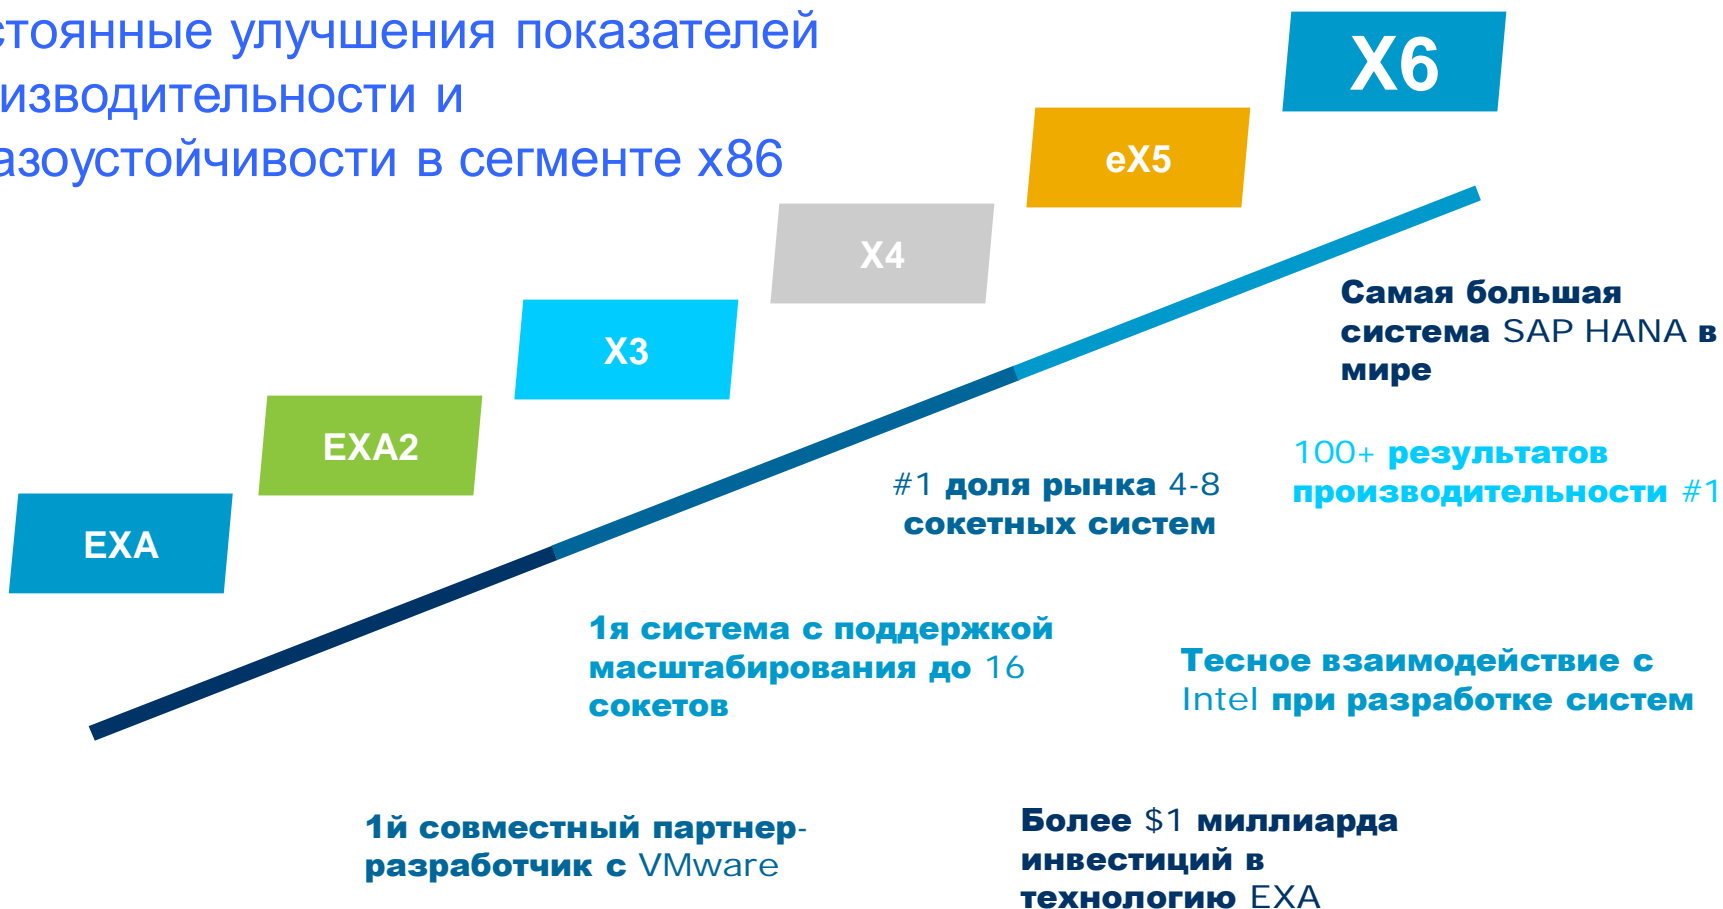 стоянные улучшения показателей
изводительности и
азоустойчивости в сегменте x86
X6
eX5
X4
X3
EXA2
EXA
Самая большая
система SAP HANA в
мире
100+ результатов
производительности #1
#1 доля рынка 4-8
сокетных систем
1я система с поддержкой
масштабирования до 16
сокетов
Тесное взаимодействие с
Intel при разработке систем
1й совместный партнер-
разработчик с VMware
Более $1 миллиарда
инвестиций в
технологию EXA